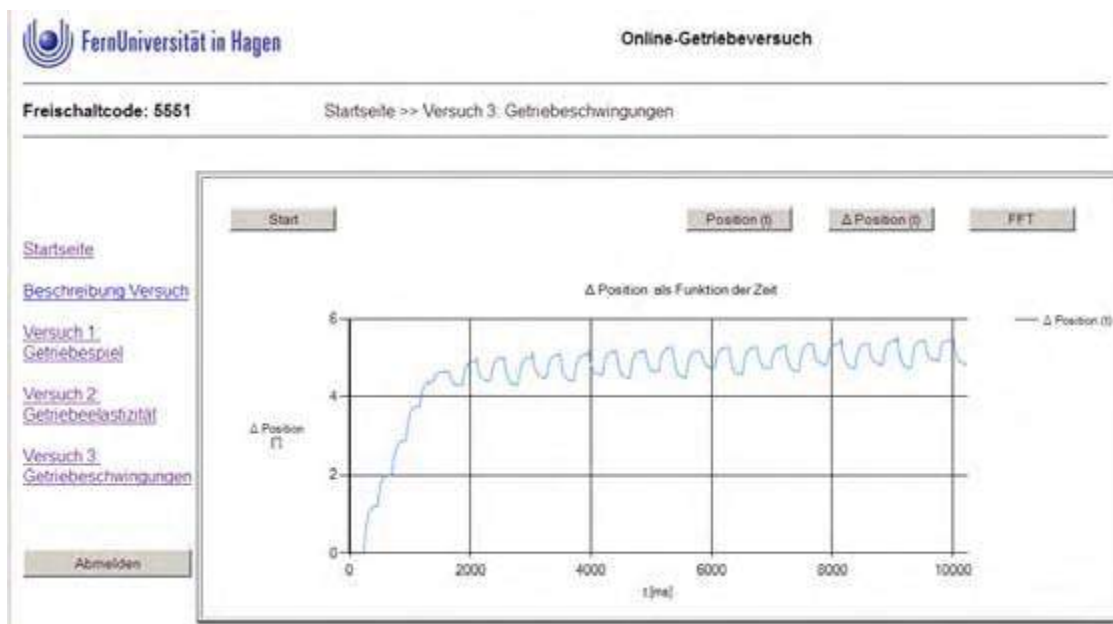 FernUniversität in Hagen
Online-Getriebeversuch
Freischaltcode: 5551
Startseite >> Versuch 3: Getriebeschwingungen
Start
Position (t)
Δ Position (t)
FFT
Startseite
Beschreibung Versuch
Versuch 1:
Getriebespiel
Versuch 2:
Getriebeelastizität
Versuch 3:
Getriebeschwingungen
Abmelden
Δ Position als Funktion der Zeit
Δ Position (t)
6
4
2
0
Δ Position
[°]
0
2000
4000
6000
8000
10000
t [ms]